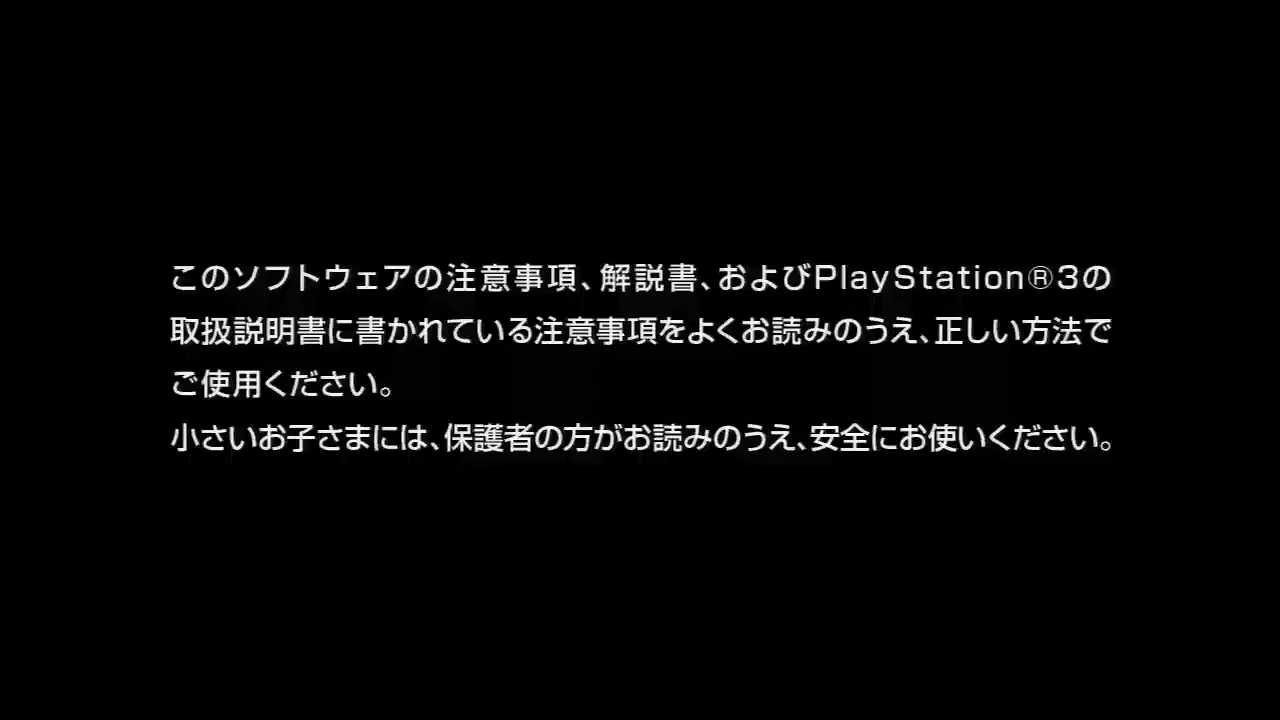 このソフトウェアの注意事項、解説書、およびPlayStation®3の
取扱説明書に書かれている注意事項をよくお読みのうえ、正しい方法で
ご使用ください。
小さいお子さまには、保護者の方がお読みのうえ、安全にお使いください。